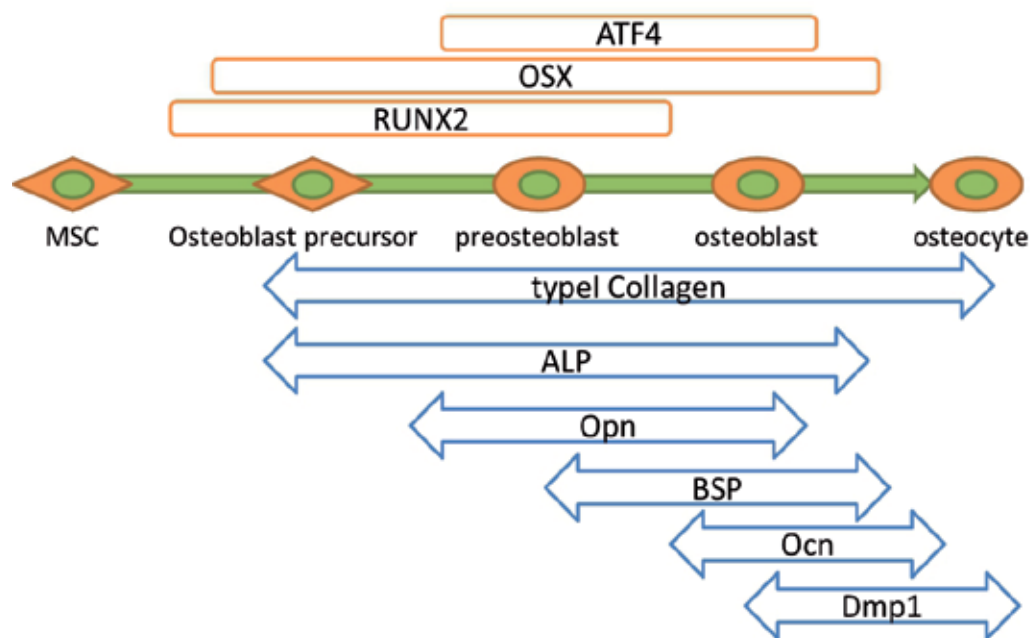 ATF4
OSX
RUNX2
MSC Osteoblast precursor preosteoblast osteoblast osteocyte
typeI Collagen
ALP
Opn
BSP
Ocn
Dmp1